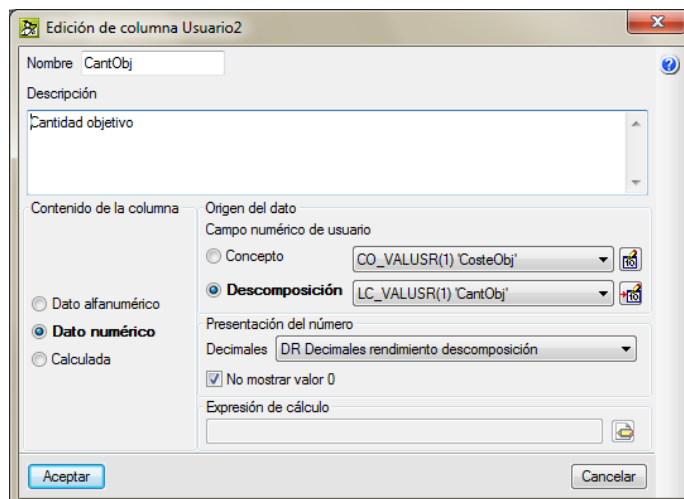 Edición de columna Usuario2
Nombre CantObj
Descripción
Cantidad objetivo
Contenido de la columna
Dato alfanumérico
Dato numérico
Calculada
Origen del dato
Campo numérico de usuario
Concepto CO_VALUSR(1) 'CosteObj'
Descomposición LC_VALUSR(1) 'CantObj'
Presentación del número
Decimales DR Decimales rendimiento descomposición
No mostrar valor 0
Expresión de cálculo
Aceptar Cancelar